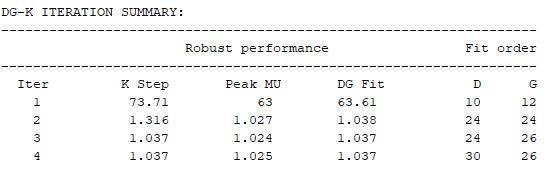 DG-K ITERATION SUMMARY:
-----------------------------------------------------------------
Robust performance Fit order
-----------------------------------------------------------------
Iter K Step Peak MU DG Fit D G
1 73.71 63 63.61 10 12
2 1.316 1.027 1.038 24 24
3 1.037 1.024 1.037 24 26
4 1.037 1.025 1.037 30 26